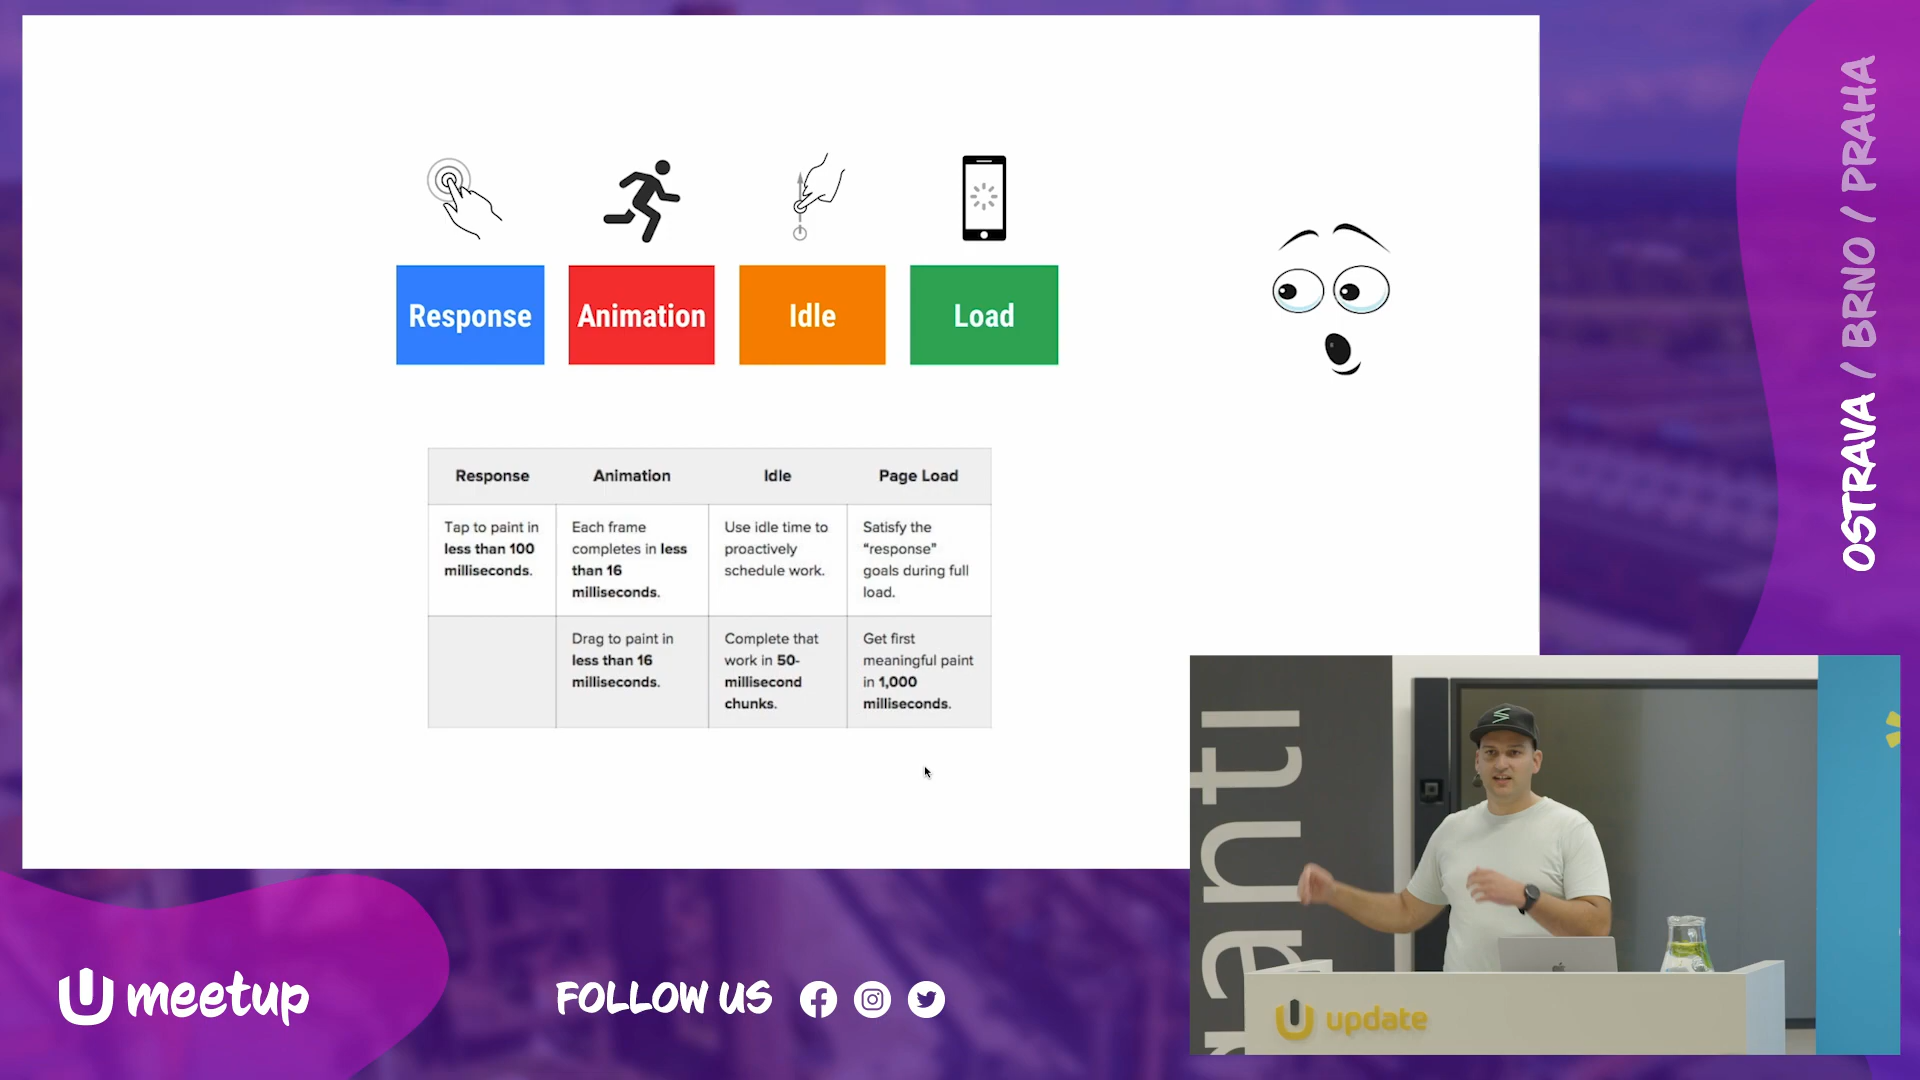 Response
Animation
Idle
Load
Response
Animation
Idle
Page Load
Tap to paint in
less than 100
milliseconds.
Each frame
completes in less
than 16
milliseconds.
Use idle time to
proactively
schedule work.
Satisfy the
“response”
goals during full
load.
Drag to paint in
less than 16
milliseconds.
Complete that
work in 50-
millisecond
chunks.
Get first
meaningful paint
in 1,000
milliseconds.
OSTRAVA / BRNO / PRAHA
anti
update
meetup
FOLLOW US